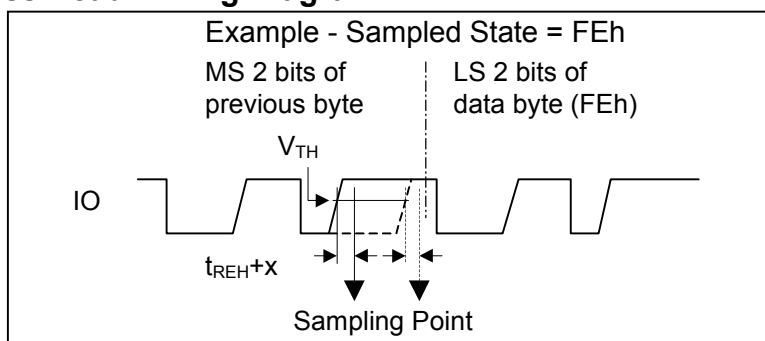 Example - Sampled State = FEh
MS 2 bits of
previous byte
LS 2 bits of
data byte (FEh)
VTH
IO
tREH+x
Sampling Point